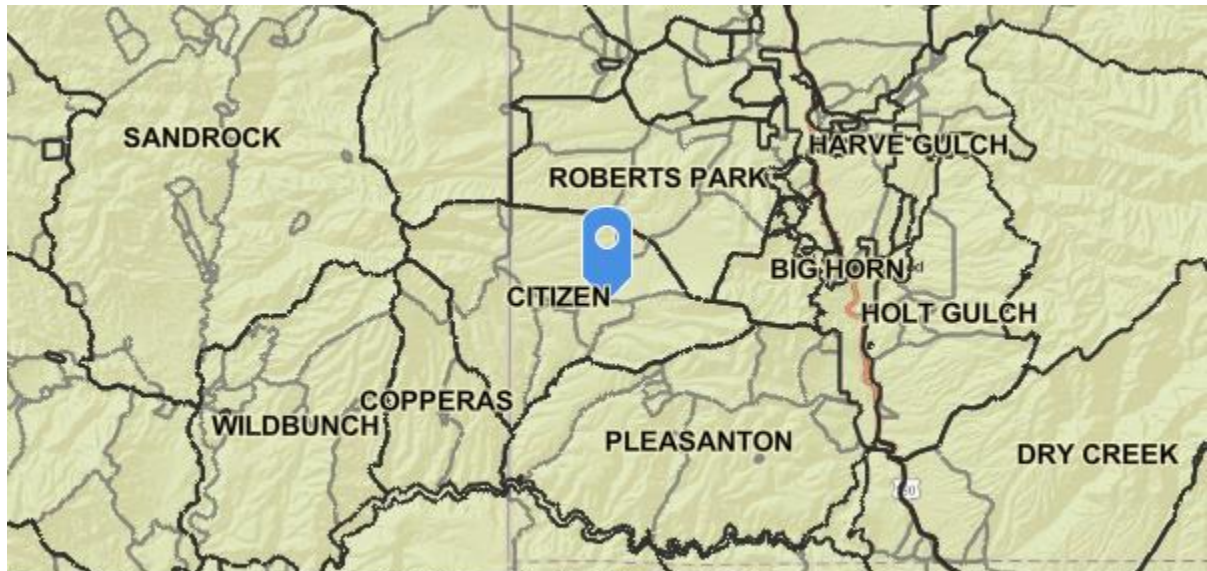 SANDROCK
HARVE GULCH
ROBERTS PARK
BIG HORN
CITIZEN
HOLT GULCH
COPPERAS
WILDBUNCH
PLEASANTON
DRY CREEK